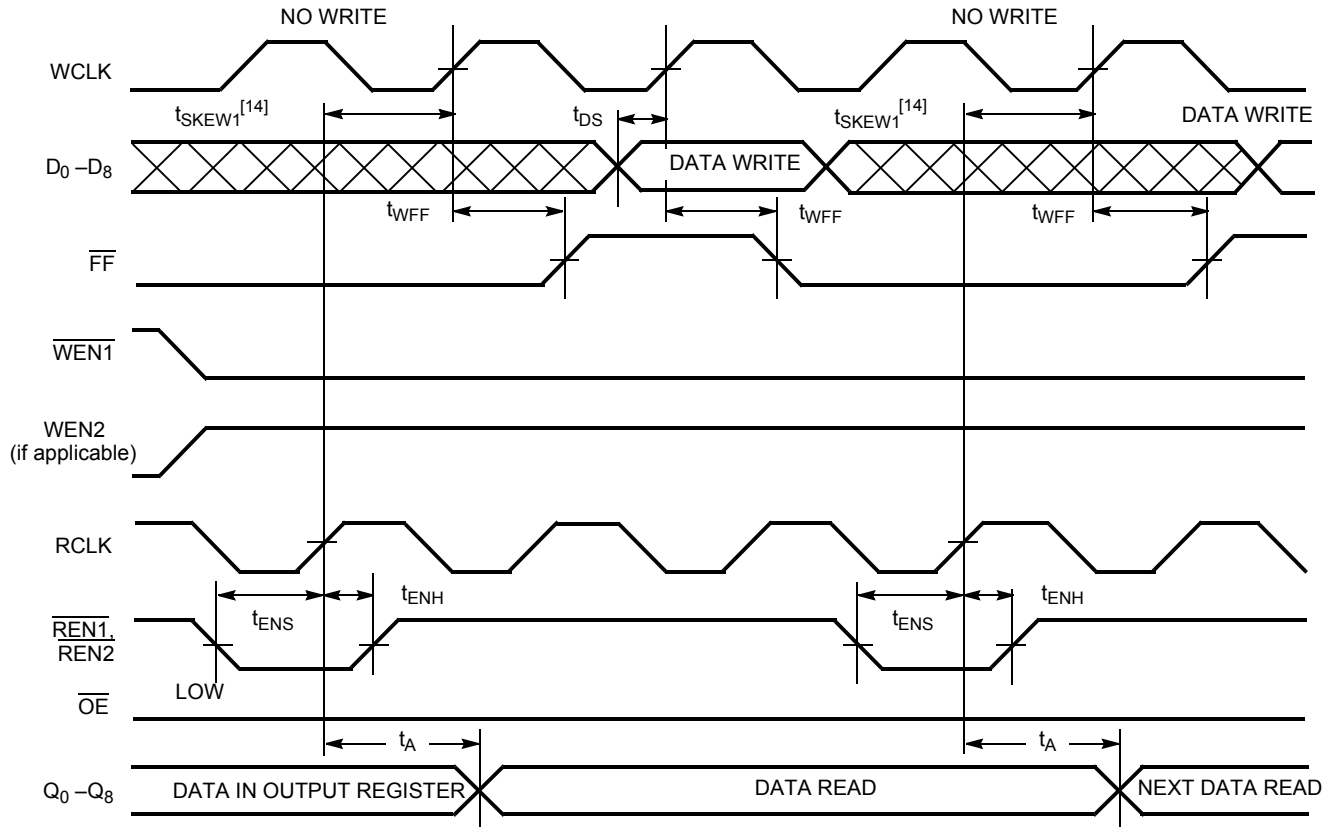 NO WRITE NO WRITE
WCLK
tSKEW1[14] tDS tSKEW1[14] DATA WRITE
D0 –D8 DATA WRITE
tWFF tWFF tWFF
FF
WEN1
WEN2
(if applicable)
RCLK
tENS tENH tENS tENH
REN1,
REN2
LOW
OE
tA tA
Q0 –Q8 DATA IN OUTPUT REGISTER DATA READ NEXT DATA READ